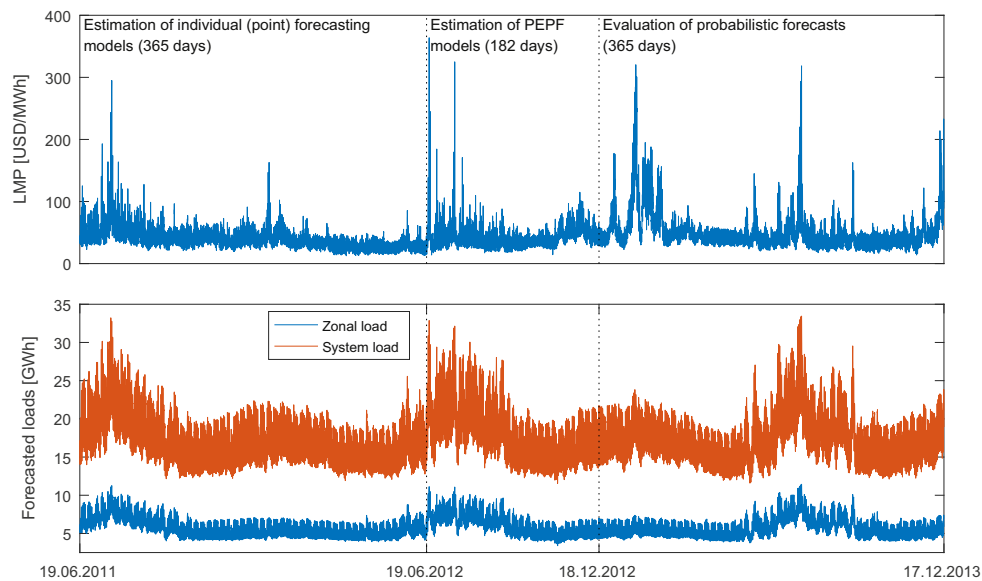 Estimation of individual (point) forecasting
models (365 days)
Estimation of PEPF
models (182 days)
Evaluation of probabilistic forecasts
(365 days)
LMP [USD/MWh]
400
300
200
100
0
Forecasted loads [GWh]
35
30
25
20
15
10
5
Zonal load
System load
19.06.2011
19.06.2012
18.12.2012
17.12.2013